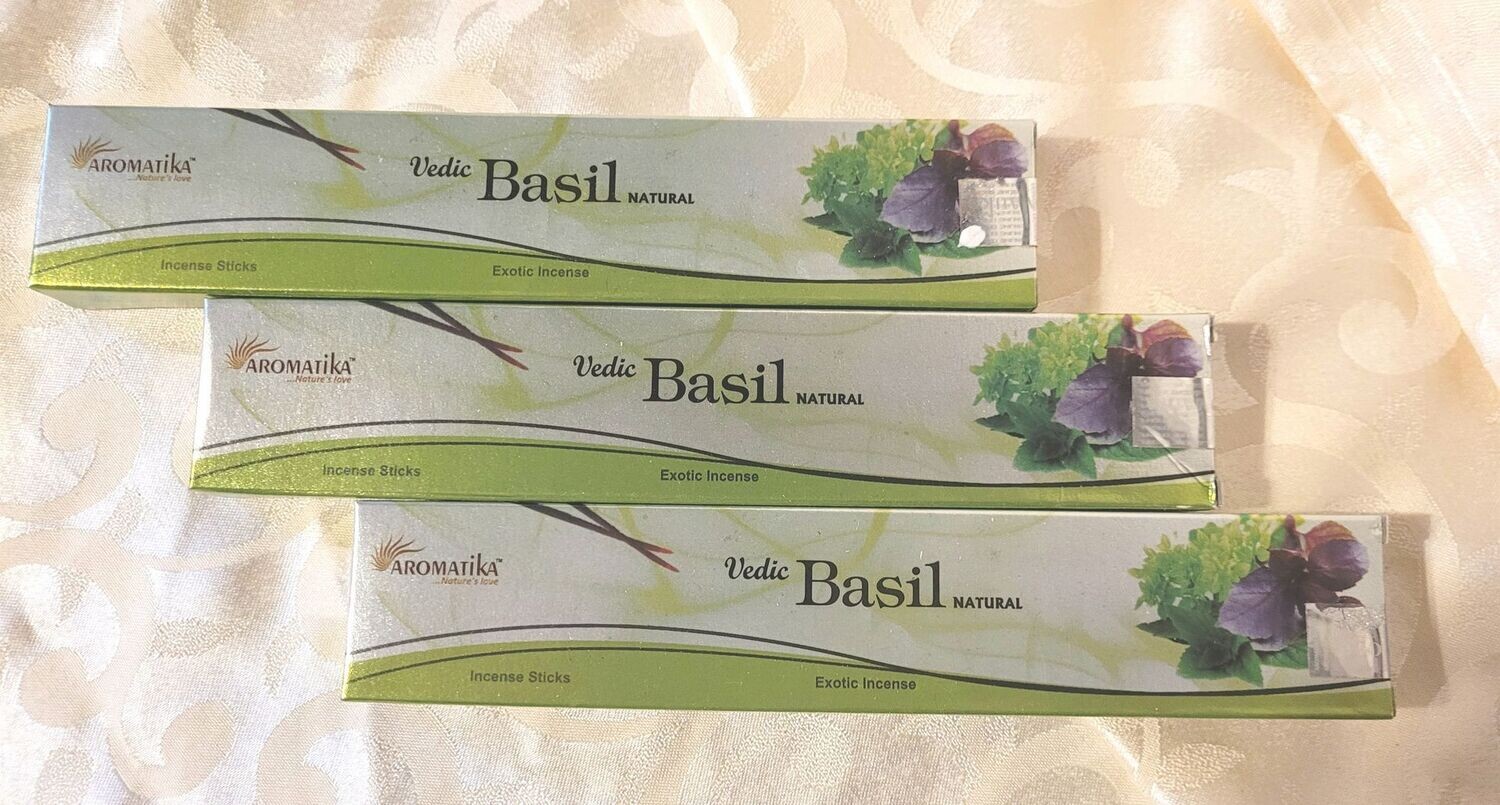 AROMATIKA™
...Nature's love
Vedic Basil NATURAL
Incense Sticks
Exotic Incense
AROMATIKA™
...Nature's love
Vedic Basil NATURAL
Incense Sticks
Exotic Incense
AROMATIKA™
...Nature's love
Vedic Basil NATURAL
Incense Sticks
Exotic Incense